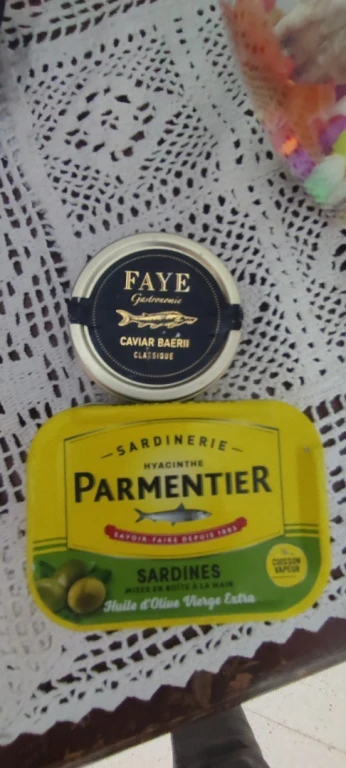 FAYE
Gastronomie
CAVIAR BAERII
CLASSIQUE
SARDINERIE
HYACINTHE
PARMENTIER
SAVOIR-FAIRE DEPUIS 1883
SARDINES
MISES EN BOÎTE À LA MAIN
Huile d'Olive Vierge Extra
CUISSON
VAPEUR